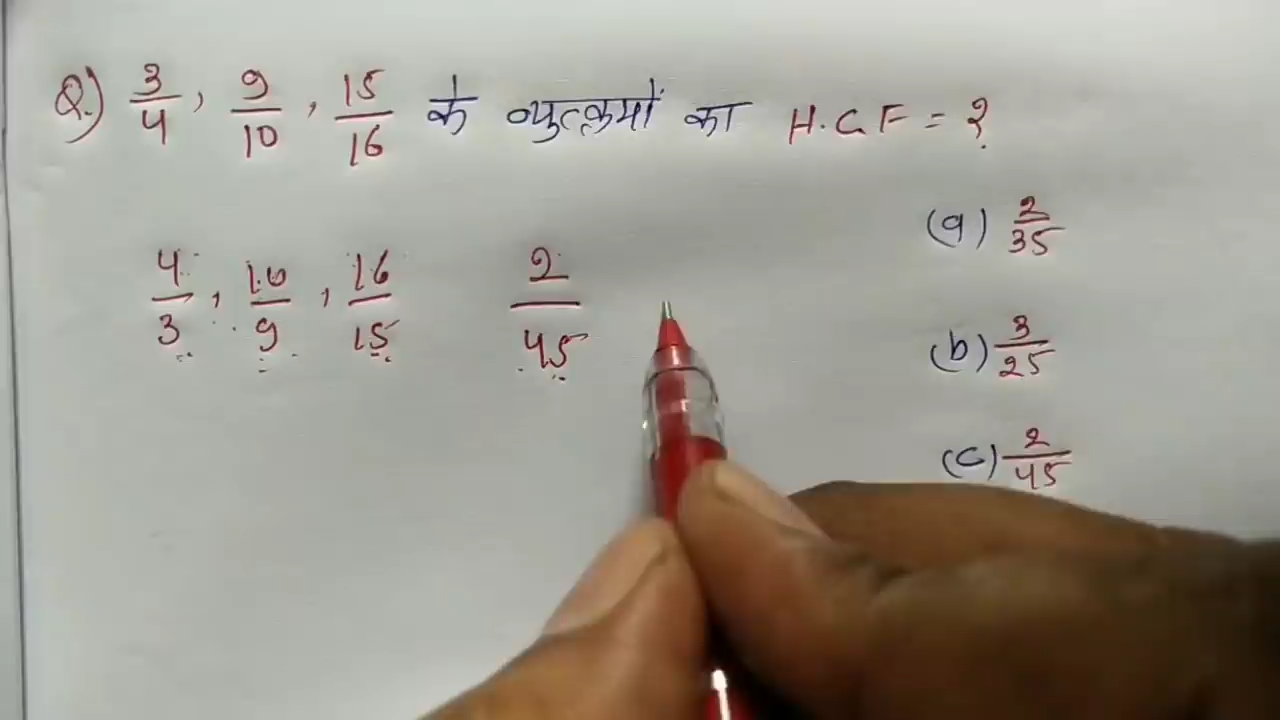 Q.) 3/4, 9/10, 15/16 के व्युत्क्रमों का H.C.F = ?
4/3, 10/9, 16/15 2/45
(a) 2/35
(b) 3/25
(c) 2/45